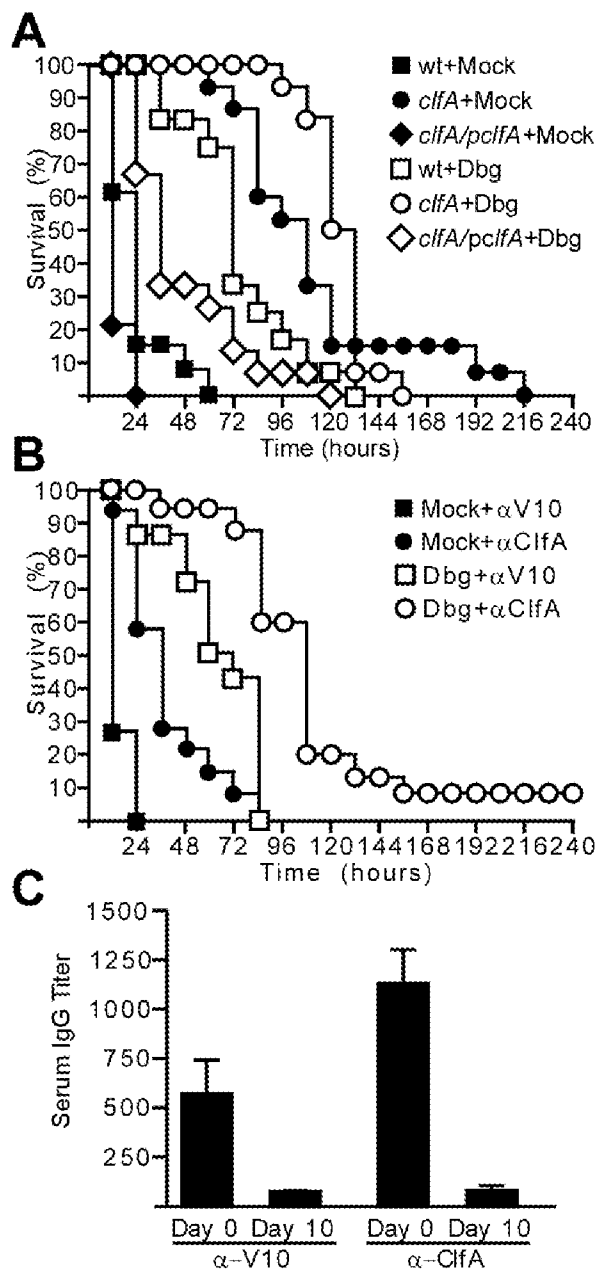 A
Survival (%)
100
90
80
70
60
50
40
30
20
10
24 48 72 96 120 144 168 192 216 240
Time (hours)
wt+Mock
clfA+Mock
clfA/pclfA+Mock
wt+Dbg
clfA+Dbg
clfA/pclfA+Dbg
B
Survival (%)
100
90
80
70
60
50
40
30
20
10
24 48 72 96 120 144 168 192 216 240
Time (hours)
Mock+αV10
Mock+αClfA
Dbg+αV10
Dbg+αClfA
C
Serum IgG Titer
1500
1250
1000
750
500
250
Day 0 Day 10 Day 0 Day 10
α-V10 α-ClfA